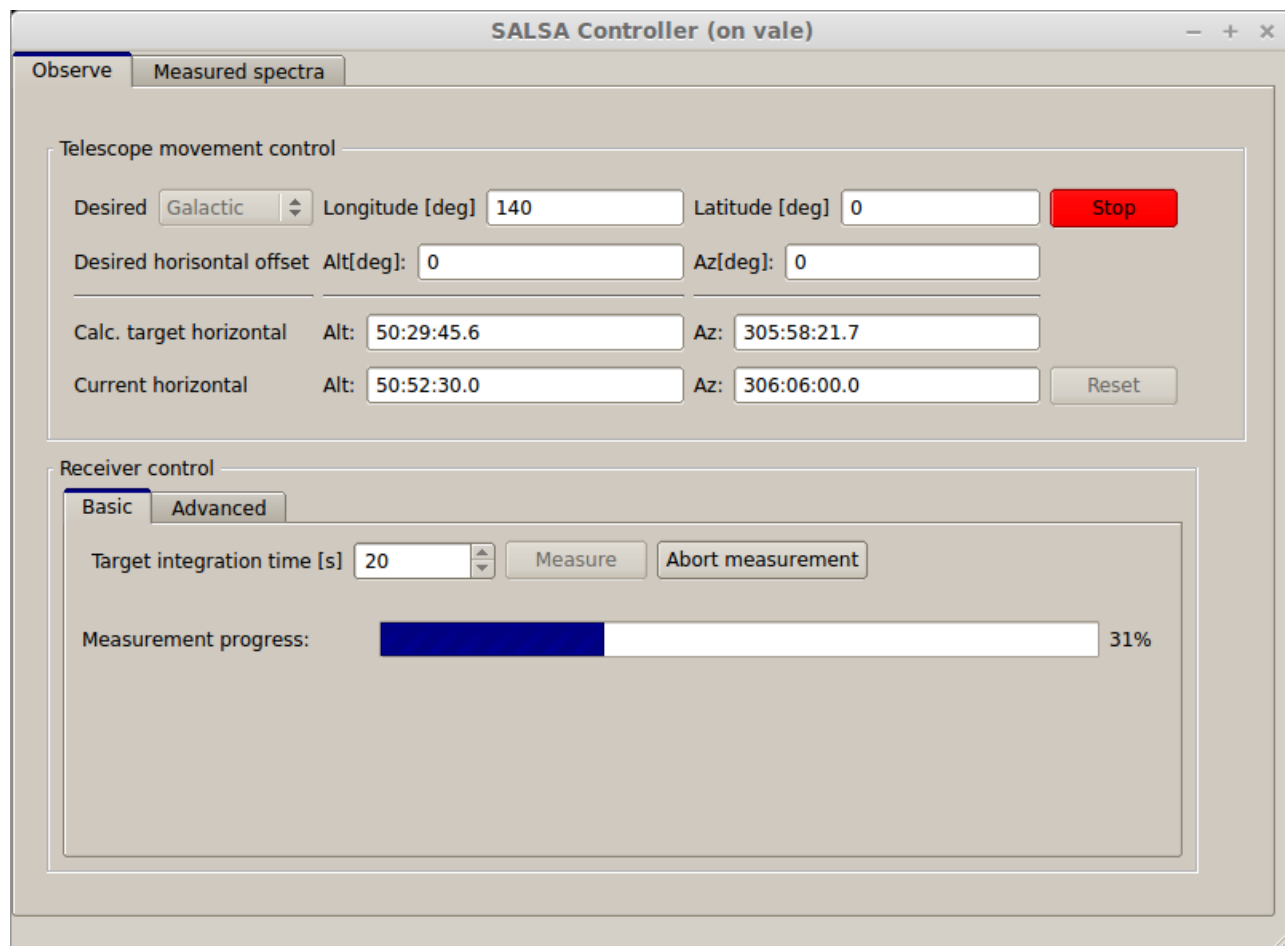 SALSA Controller (on vale)
Observe Measured spectra
Telescope movement control
Desired Galactic Longitude [deg] 140 Latitude [deg] 0 Stop
Desired horisontal offset Alt[deg]: 0 Az[deg]: 0
Calc. target horizontal Alt: 50:29:45.6 Az: 305:58:21.7
Current horizontal Alt: 50:52:30.0 Az: 306:06:00.0 Reset
Receiver control
Basic Advanced
Target integration time [s] 20 Measure Abort measurement
Measurement progress: 31%